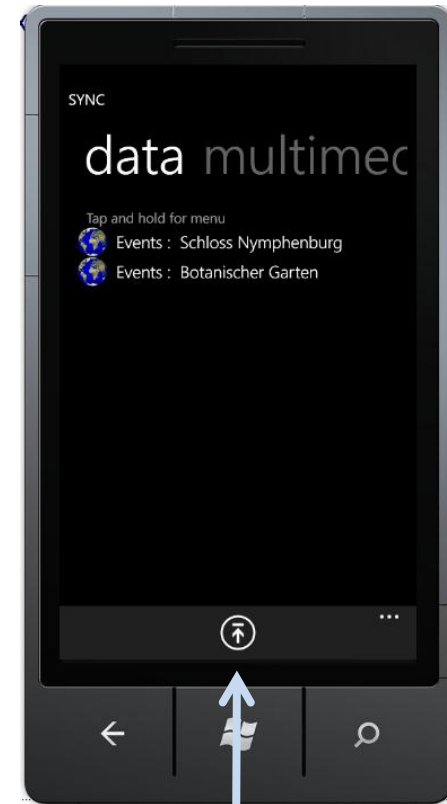 SYNC
data multimec
Tap and hold for menu
Events : Schloss Nymphenburg
Events : Botanischer Garten
...